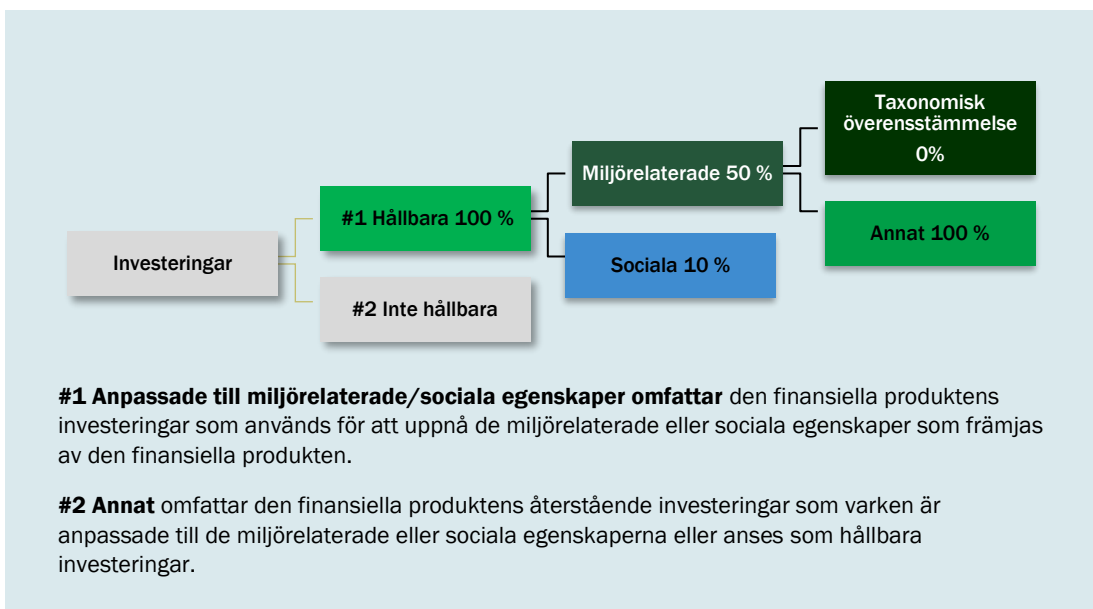 Taxonomisk
överensstämmelse
0%
Miljörelaterade 50 %
#1 Hållbara 100 %
Annat 100 %
Investeringar
Sociala 10 %
#2 Inte hållbara
#1 Anpassade till miljörelaterade/sociala egenskaper omfattar den finansiella produktens
investeringar som används för att uppnå de miljörelaterade eller sociala egenskaper som främjas
av den finansiella produkten.
#2 Annat omfattar den finansiella produktens återstående investeringar som varken är
anpassade till de miljörelaterade eller sociala egenskaperna eller anses som hållbara
investeringar.